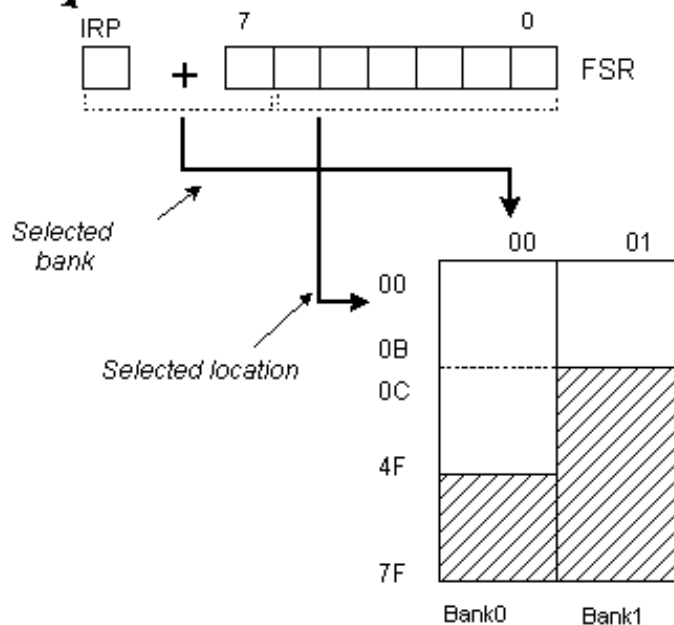 IRP 7 0
+ FSR
Selected
bank
00 01
00
Selected location
0B
0C
4F
7F
Bank0 Bank1